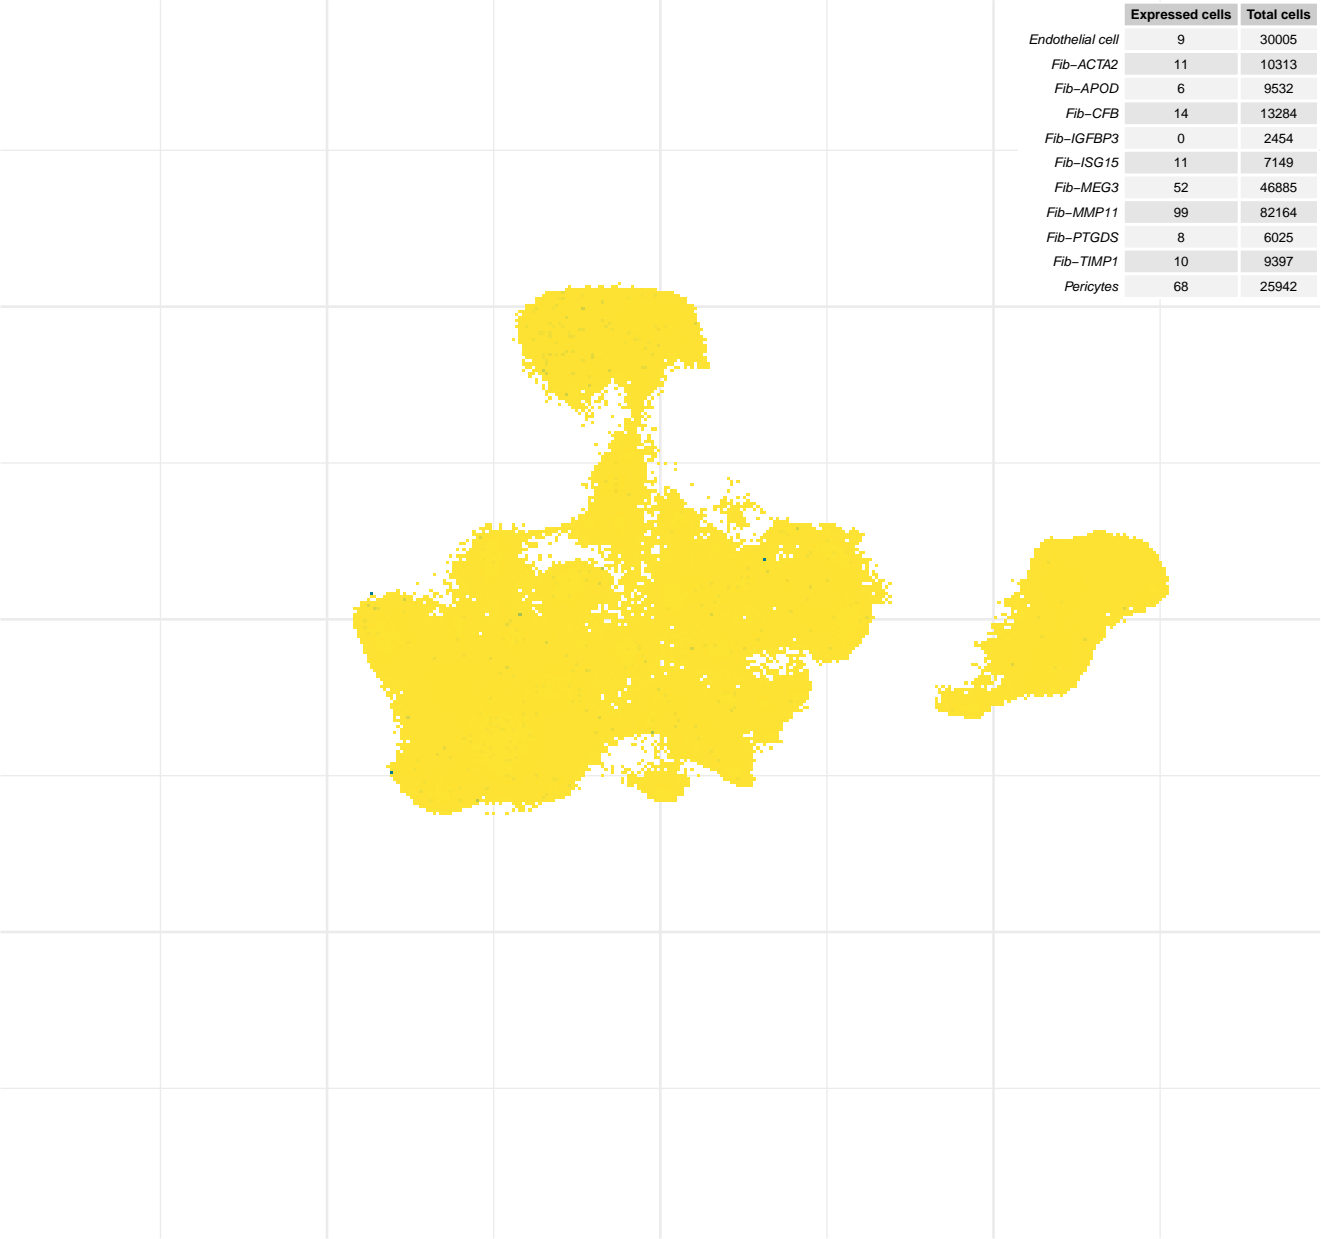 Expressed cells Total cells
Endothelial cell 9 30005
Fib−ACTA2 11 10313
Fib−APOD 6 9532
Fib−CFB 14 13284
Fib−IGFBP3 0 2454
Fib−ISG15 11 7149
Fib−MEG3 52 46885
Fib−MMP11 99 82164
Fib−PTGDS 8 6025
Fib−TIMP1 10 9397
Pericytes 68 25942